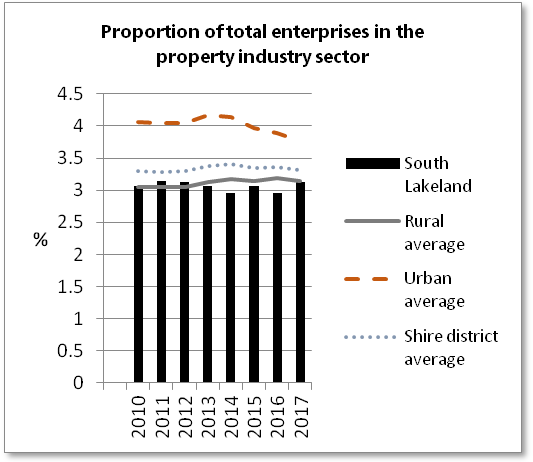 Proportion of total enterprises in the
property industry sector
4.5
4
3.5
3
2.5
2
1.5
1
0.5
0
%
2010
2011
2012
2013
2014
2015
2016
2017
South
Lakeland
Rural
average
Urban
average
Shire district
average